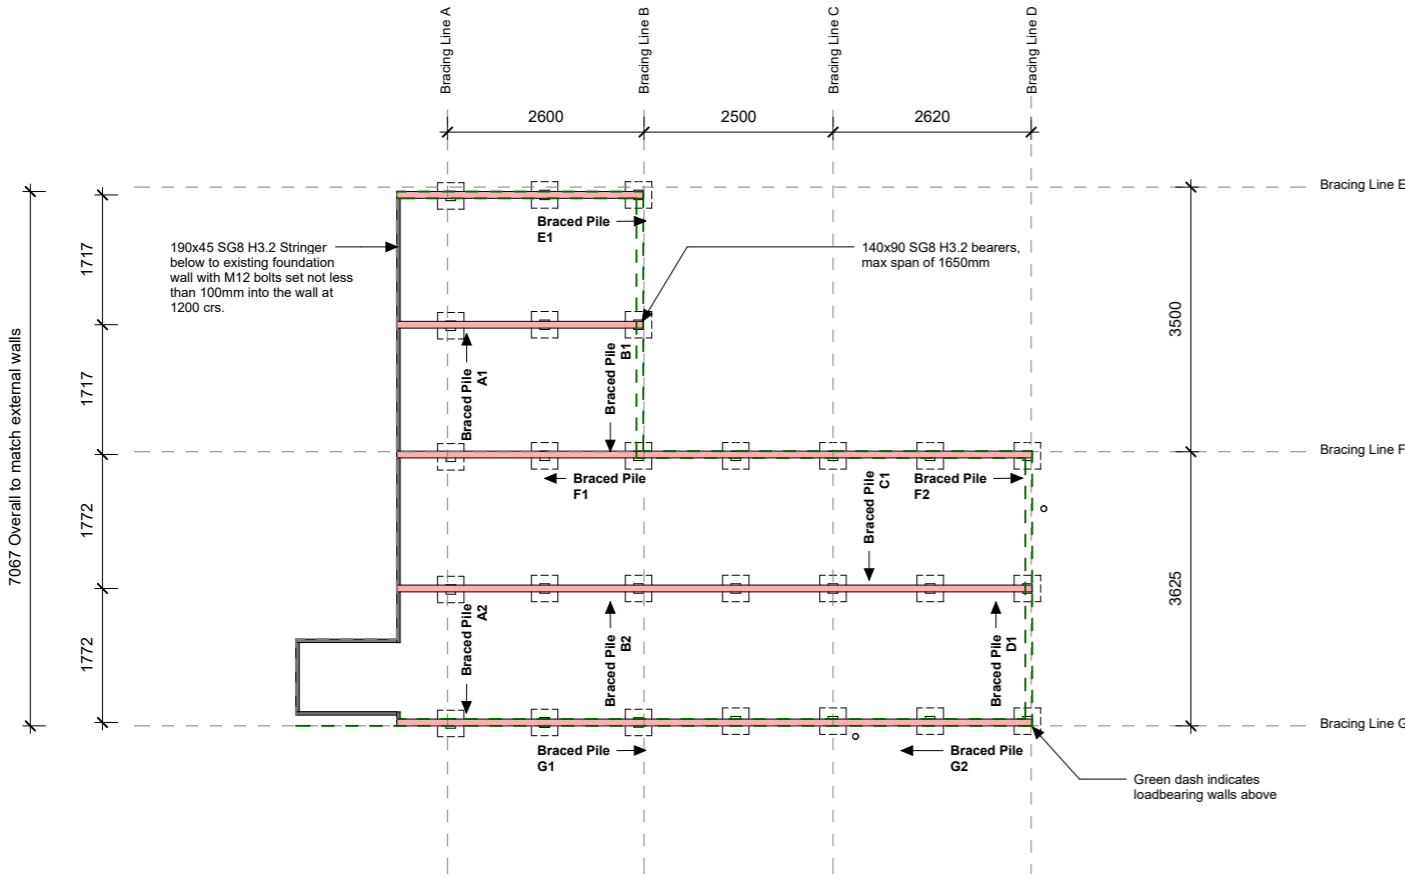 Bracing Line A
Bracing Line B
Bracing Line C
Bracing Line D
2600
2500
2620
Bracing Line E
Braced Pile
E1
190x45 SG8 H3.2 Stringer
below to existing foundation
wall with M12 bolts set not less
than 100mm into the wall at
1200 crs.
140x90 SG8 H3.2 bearers,
max span of 1650mm
1717
3500
7067 Overall to match external walls
1717
Braced Pile
A1
Braced Pile
B1
Bracing Line F
Braced Pile
F1
Braced Pile
C1
Braced Pile
F2
1772
3625
1772
Braced Pile
A2
Braced Pile
B2
Braced Pile
D1
Bracing Line G
Braced Pile
G1
Braced Pile
G2
Green dash indicates
loadbearing walls above